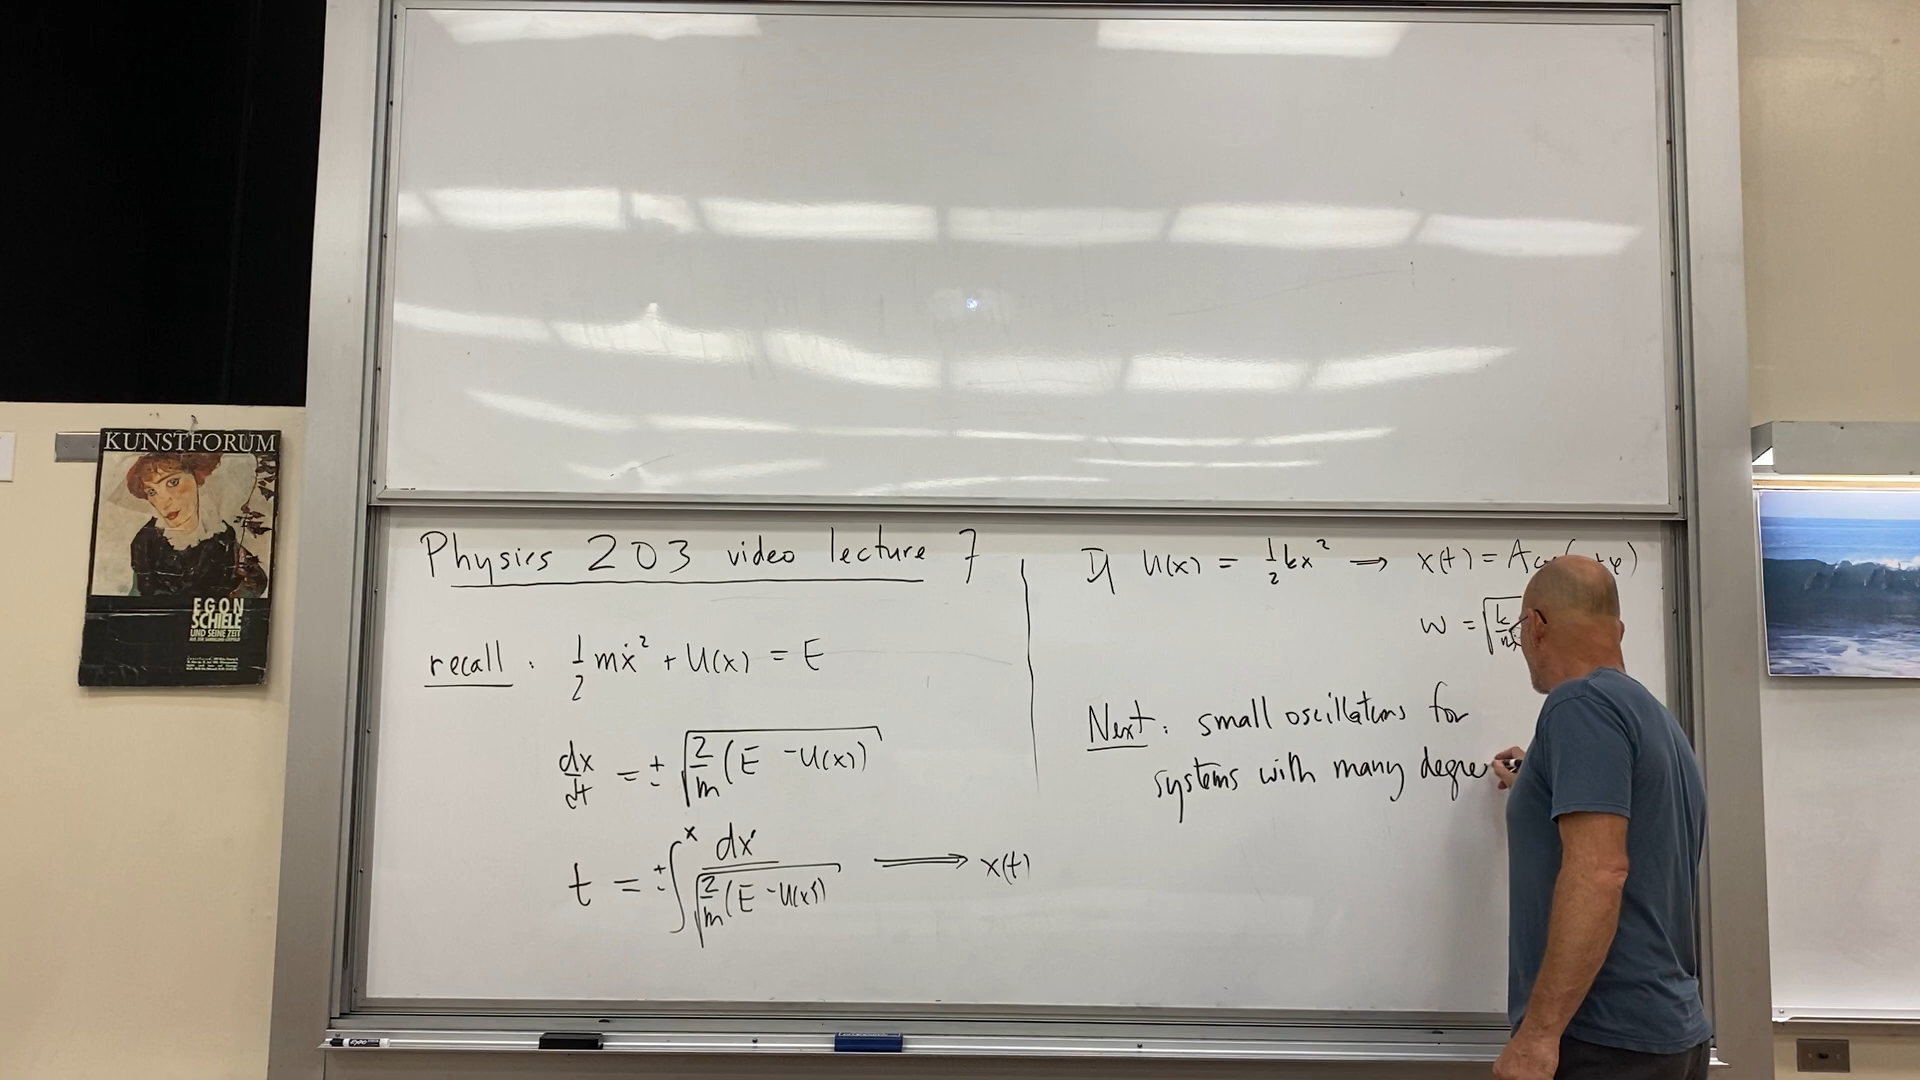 KUNSTFORUM
EGON
SCHIELE
UND SEINE ZEIT
Physics 203 video lecture 7
recall: 1/2 mẋ² + U(x) = E
dx/dt = ± √(2/m (E - U(x)))
t = ± ∫^x dx' / √(2/m (E - U(x'))) ⟶ x(t)
U(x) = 1/2 kx² → x(t) = A
ω = √(k/m
Next: small oscillations for
systems with many degre